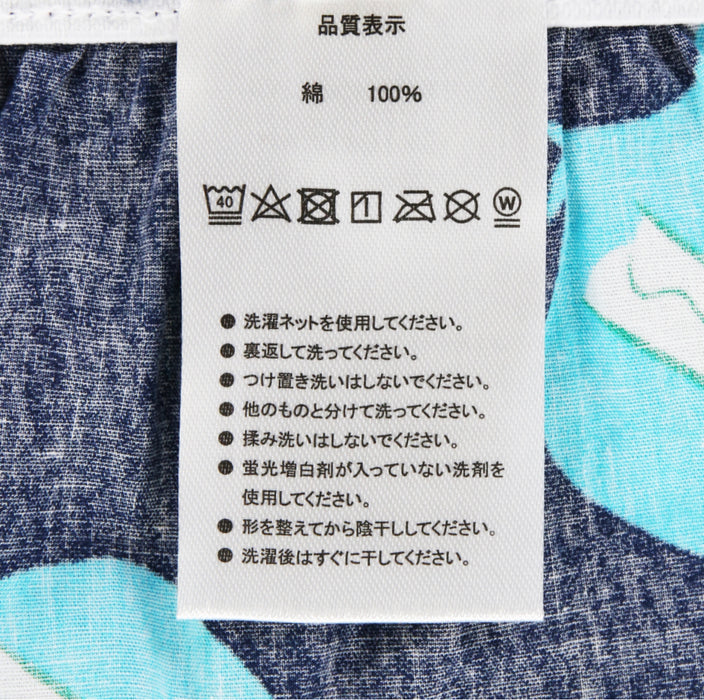 品質表示
綿 100%
40 W
● 洗濯ネットを使用してください。
● 裏返して洗ってください。
● つけ置き洗いはしないでください。
● 他のものと分けて洗ってください。
● 揉み洗いはしないでください。
● 蛍光増白剤が入っていない洗剤を
使用してください。
● 形を整えてから陰干ししてください。
● 洗濯後はすぐに干してください。